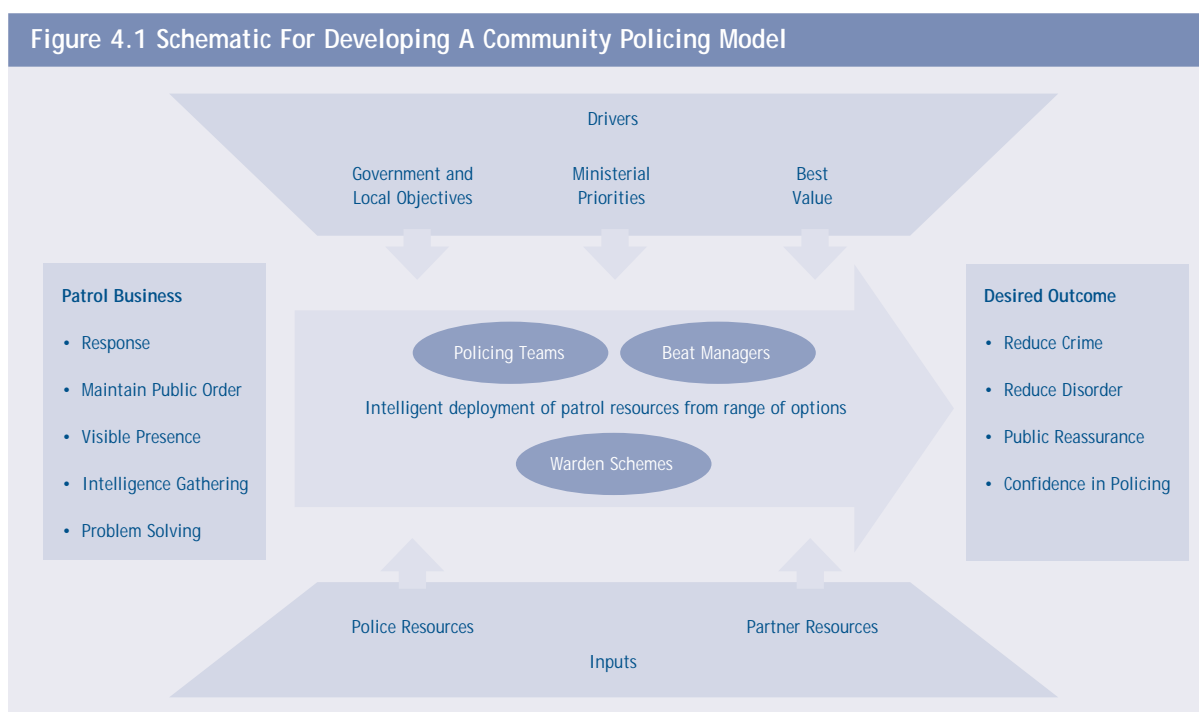 Figure 4.1 Schematic For Developing A Community Policing Model
Drivers
Government and
Local Objectives
Ministerial
Priorities
Best
Value
Patrol Business
• Response
• Maintain Public Order
• Visible Presence
• Intelligence Gathering
• Problem Solving
Policing Teams
Beat Managers
Intelligent deployment of patrol resources from range of options
Warden Schemes
Desired Outcome
• Reduce Crime
• Reduce Disorder
• Public Reassurance
• Confidence in Policing
Police Resources
Partner Resources
Inputs